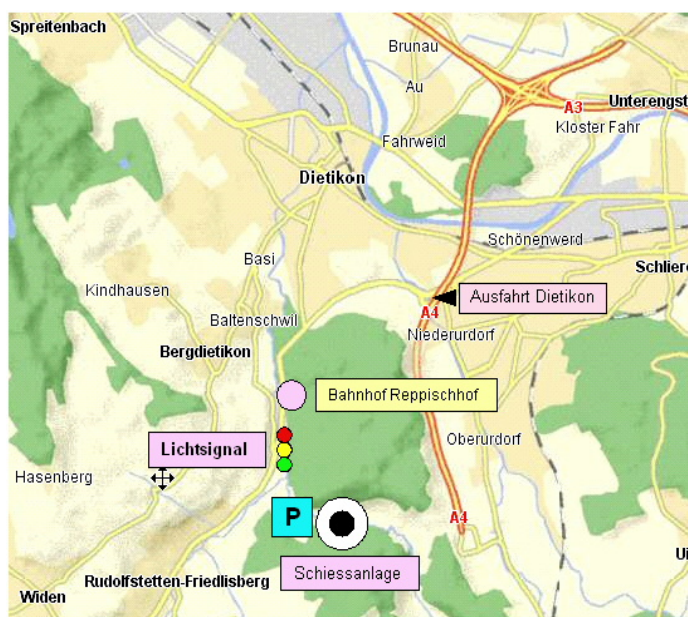 Spreitenbach
Brunau
Au
A3
Unterengst
Kloster Fahr
Fahrweid
Dietikon
Schönenwerd
Basi
Schliere
Kindhausen
Ausfahrt Dietikon
A4
Baltenschwil
Niederurdorf
Bergdietikon
Bahnhof Reppischhof
Lichtsignal
Oberurdorf
Hasenberg
P
A4
Ui
Schiessanlage
Rudolfstetten-Friedlisberg
Widen